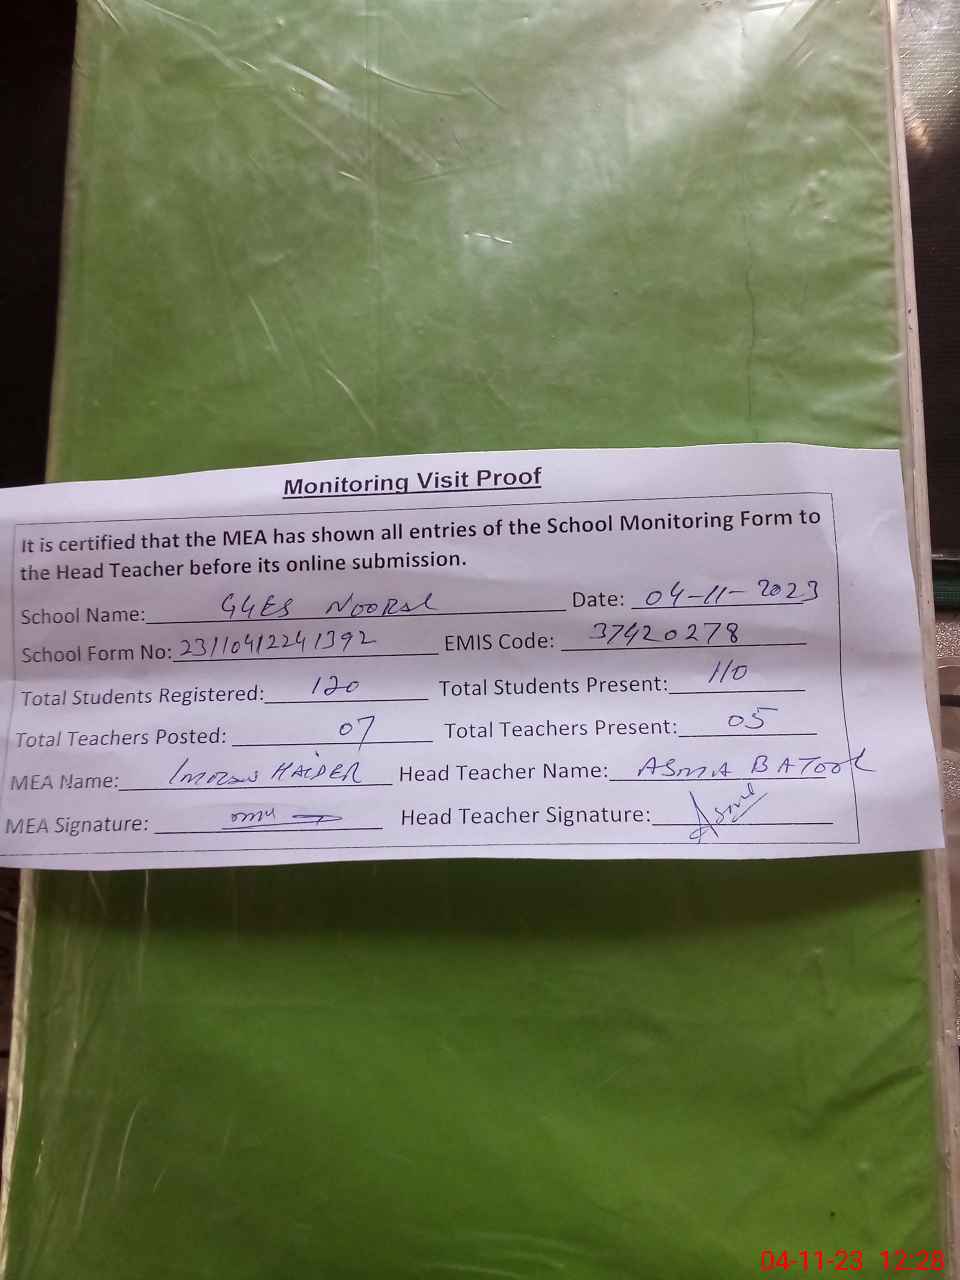 Monitoring Visit Proof
It is certified that the MEA has shown all entries of the School Monitoring Form to
the Head Teacher before its online submission.
School Name: GGES NOORAL Date: 04-11-2023
School Form No: 23110412241392 EMIS Code: 37420278
Total Students Registered: 120 Total Students Present: 110
Total Teachers Posted: 07 Total Teachers Present: 05
MEA Name: IMRAN HAIDER Head Teacher Name: ASMA BATOOL
MEA Signature: Head Teacher Signature:
04-11-23 12:28